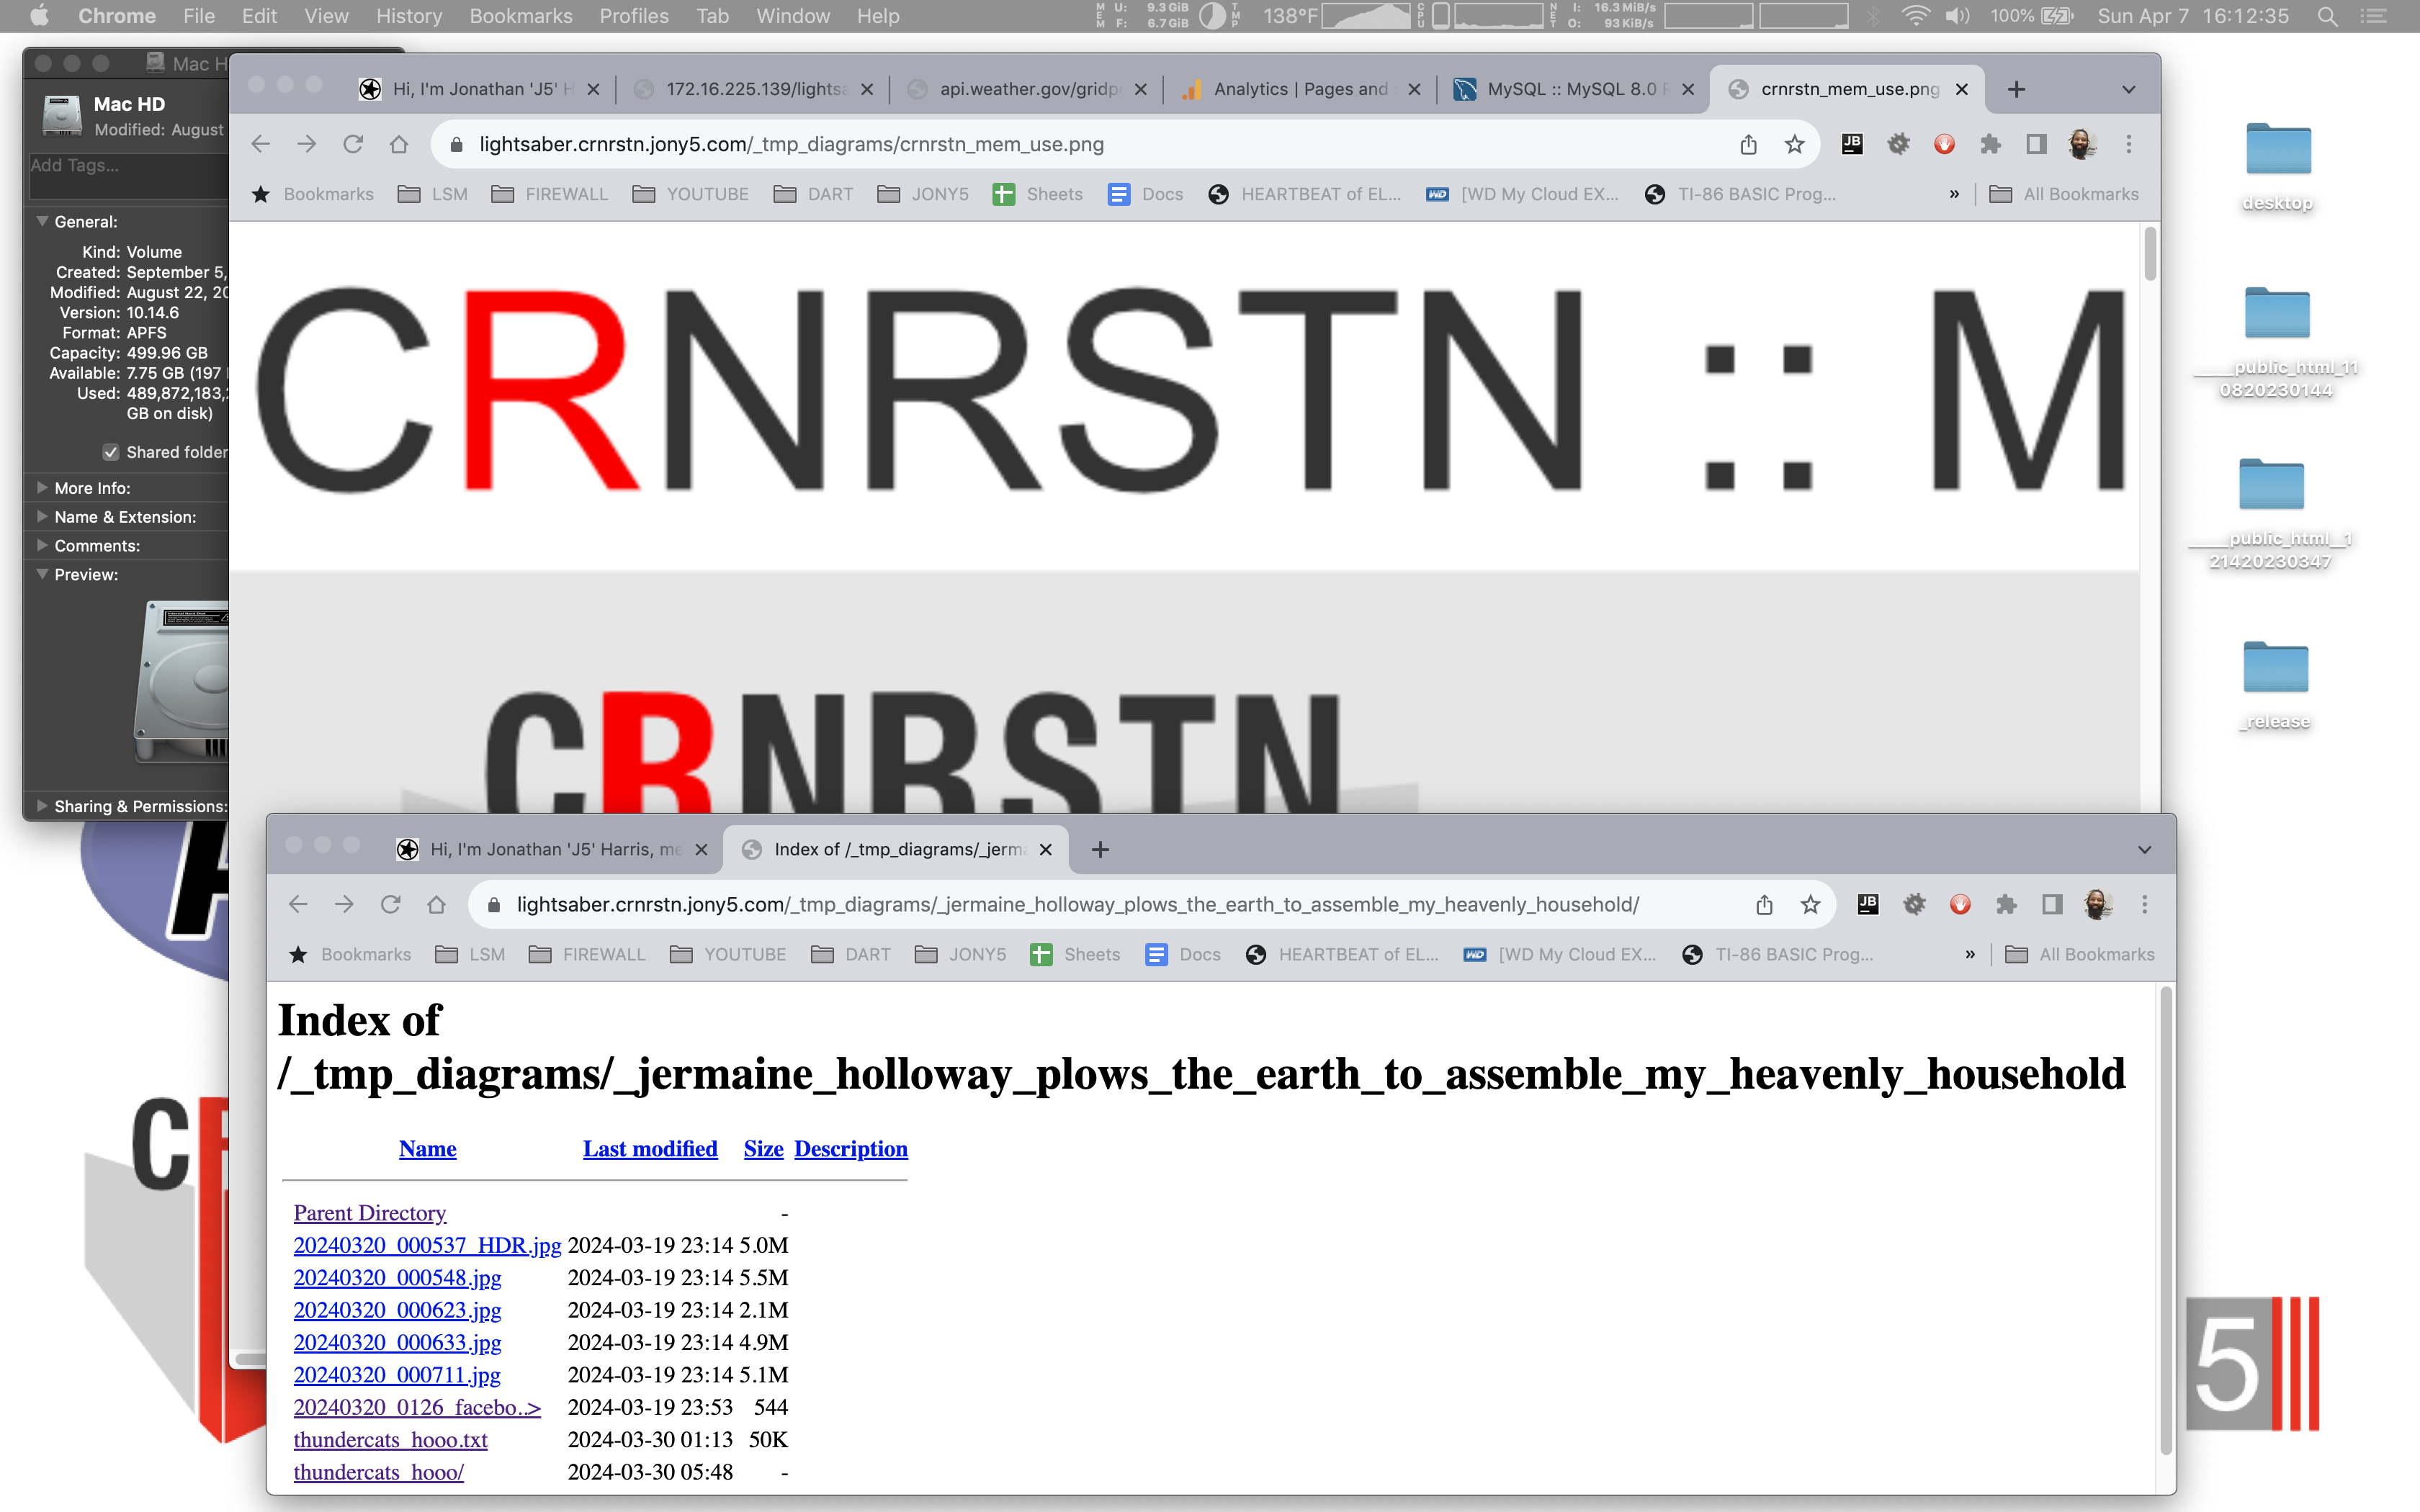 Chrome File Edit View History Bookmarks Profiles Tab Window Help
MEM U: 9.3 GiB F: 6.7 GiB TMP 138°F CPU NET I: 16.3 MiB/s O: 93 KiB/s 100% Sun Apr 7 16:12:35
Mac H
Mac HD
Modified: August
Add Tags...
General:
Kind: Volume
Created: September 5,
Modified: August 22, 20
Version: 10.14.6
Format: APFS
Capacity: 499.96 GB
Available: 7.75 GB (197
Used: 489,872,183,
GB on disk)
Shared folder
More Info:
Name & Extension:
Comments:
Preview:
Sharing & Permissions:
Hi, I'm Jonathan 'J5' H
172.16.225.139/lightsa
api.weather.gov/gridp
Analytics | Pages and
MySQL :: MySQL 8.0 R
crnrstn_mem_use.png
lightsaber.crnrstn.jony5.com/_tmp_diagrams/crnrstn_mem_use.png
JB
Bookmarks LSM FIREWALL YOUTUBE DART JONY5 Sheets Docs HEARTBEAT of EL... WD [WD My Cloud EX... TI-86 BASIC Prog... » All Bookmarks
CRNRSTN :: M
CRNRSTN
desktop
_____public_html_11
0820230144
_____public_html__1
21420230347
_release
Hi, I'm Jonathan 'J5' Harris, me
Index of /_tmp_diagrams/_jerma
lightsaber.crnrstn.jony5.com/_tmp_diagrams/_jermaine_holloway_plows_the_earth_to_assemble_my_heavenly_household/
JB
Bookmarks LSM FIREWALL YOUTUBE DART JONY5 Sheets Docs HEARTBEAT of EL... WD [WD My Cloud EX... TI-86 BASIC Prog... » All Bookmarks
Index of
/_tmp_diagrams/_jermaine_holloway_plows_the_earth_to_assemble_my_heavenly_household
Name Last modified Size Description
Parent Directory -
20240320_000537_HDR.jpg 2024-03-19 23:14 5.0M
20240320_000548.jpg 2024-03-19 23:14 5.5M
20240320_000623.jpg 2024-03-19 23:14 2.1M
20240320_000633.jpg 2024-03-19 23:14 4.9M
20240320_000711.jpg 2024-03-19 23:14 5.1M
20240320_0126_facebo..> 2024-03-19 23:53 544
thundercats_hooo.txt 2024-03-30 01:13 50K
thundercats_hooo/ 2024-03-30 05:48 -
C
5